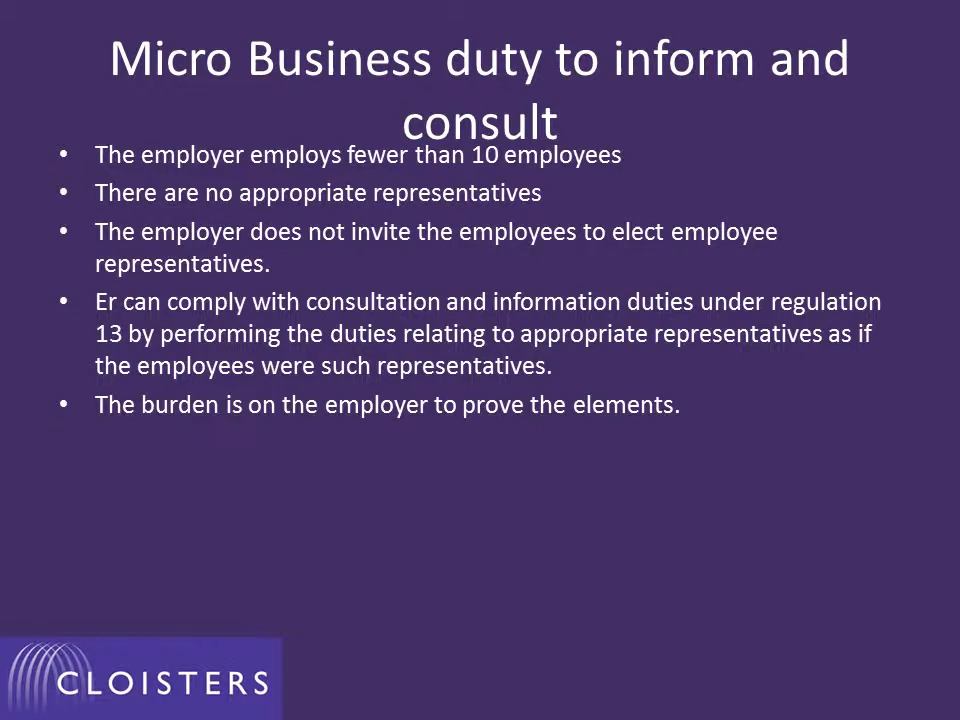 Micro Business duty to inform and
consult
• The employer employs fewer than 10 employees
• There are no appropriate representatives
• The employer does not invite the employees to elect employee
representatives.
• Er can comply with consultation and information duties under regulation
13 by performing the duties relating to appropriate representatives as if
the employees were such representatives.
• The burden is on the employer to prove the elements.
CLOISTERS